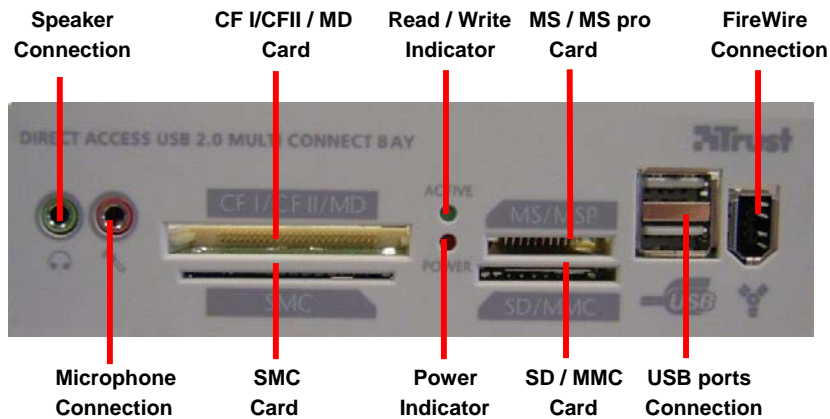 Speaker Connection
CF I/CFII / MD Card
Read / Write Indicator
MS / MS pro Card
FireWire Connection
DIRECT ACCESS USB 2.0 MULTI CONNECT BAY
Trust
CF I/CF II/MD
ACTIVE
MS/MSP
POWER
SMC
SD/MMC
USB
Microphone Connection
SMC Card
Power Indicator
SD / MMC Card
USB ports Connection